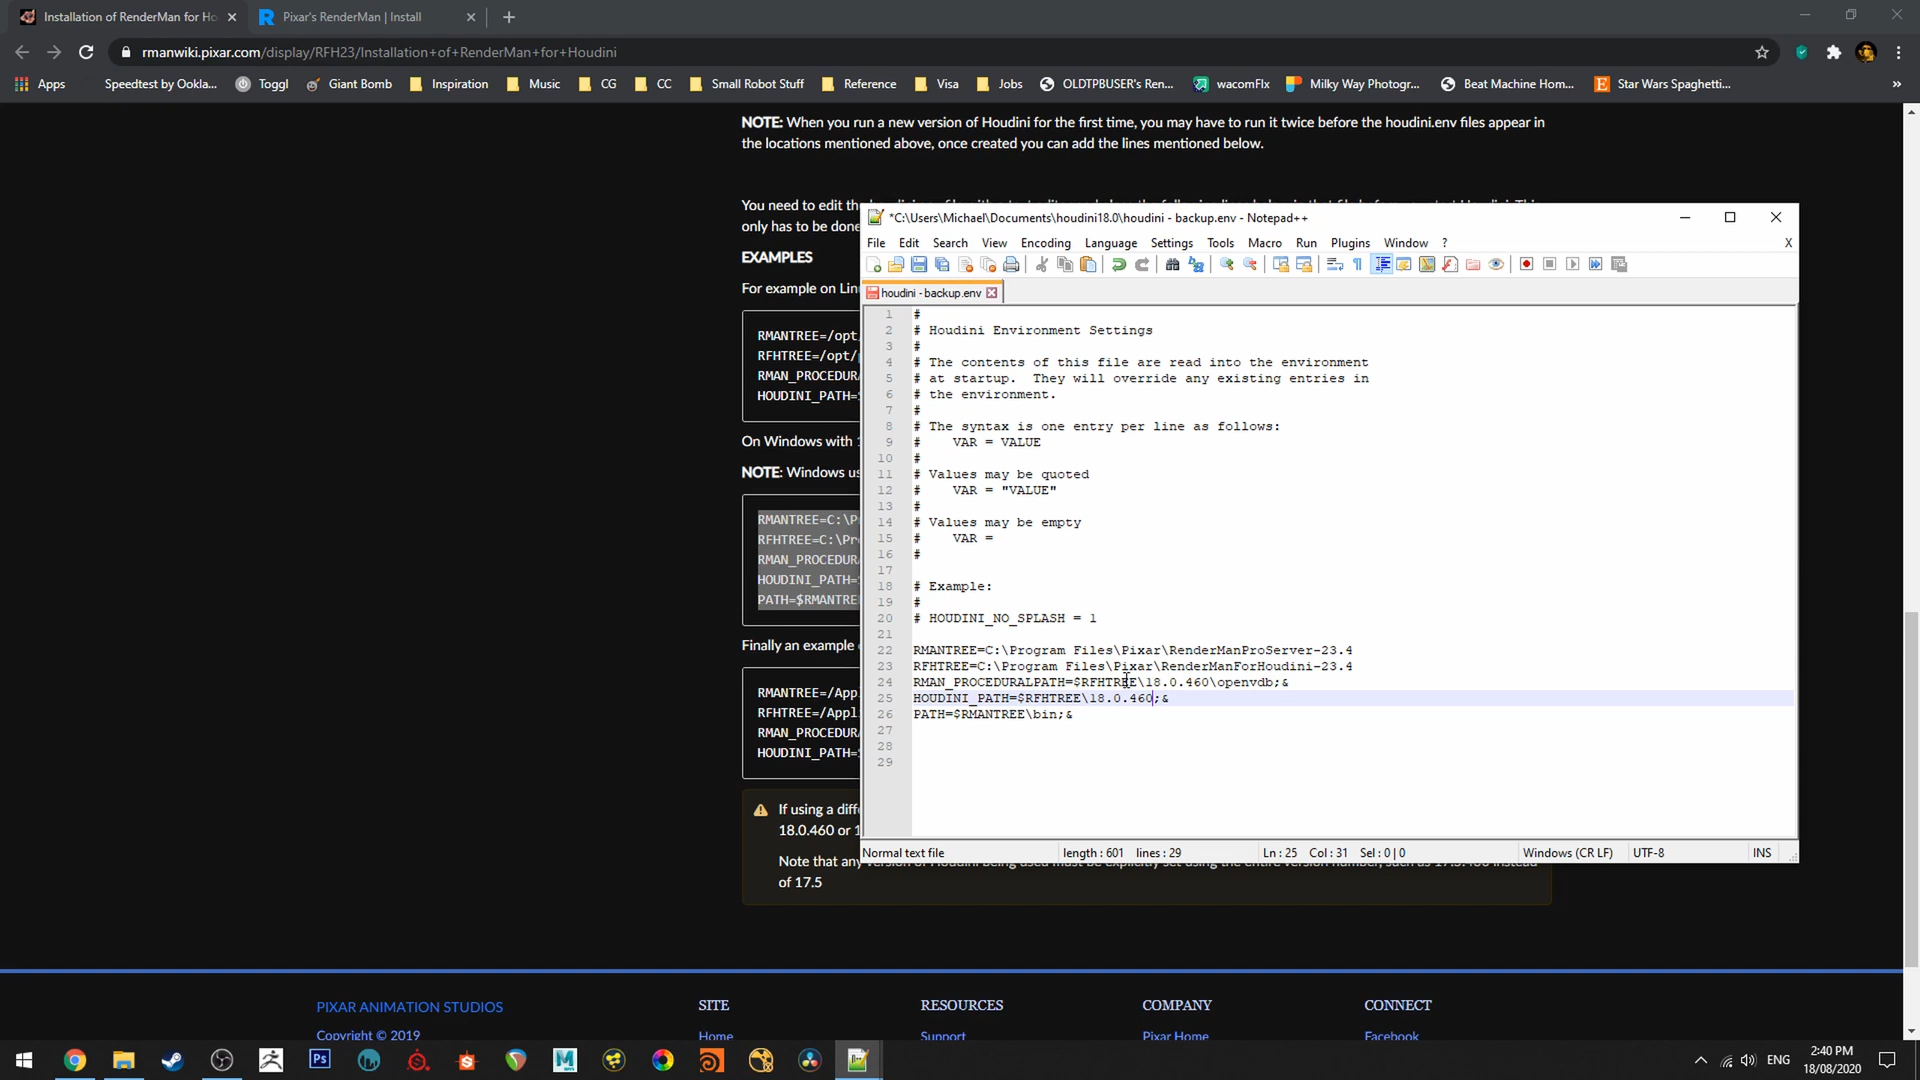 Installation of RenderMan for Ho
Pixar's RenderMan | Install
rmanwiki.pixar.com/display/RFH23/Installation+of+RenderMan+for+Houdini
Apps
Speedtest by Ookla...
Toggl
Giant Bomb
Inspiration
Music
CG
CC
Small Robot Stuff
Reference
Visa
Jobs
OLDTPBUSER's Ren...
wacomFlx
Milky Way Photogr...
Beat Machine Hom...
Star Wars Spaghetti...
»
NOTE: When you run a new version of Houdini for the first time, you may have to run it twice before the houdini.env files appear in
the locations mentioned above, once created you can add the lines mentioned below.
You need to edit the
only has to be done
EXAMPLES
For example on Lin
RMANTREE=/opt/
RFHTREE=/opt/
RMAN_PROCEDURA
HOUDINI_PATH=$
On Windows with 1
NOTE: Windows us
RMANTREE=C:\P
RFHTREE=C:\Pr
RMAN_PROCEDUR
HOUDINI_PATH=
PATH=$RMANTRE
Finally an example o
RMANTREE=/App
RFHTREE=/Appl
RMAN_PROCEDUR
HOUDINI_PATH=
If using a diffe
18.0.460 or 1
of 17.5
*C:\Users\Michael\Documents\houdini18.0\houdini - backup.env - Notepad++
File Edit Search View Encoding Language Settings Tools Macro Run Plugins Window ? X
houdini - backup.env
1 #
2 # Houdini Environment Settings
3 #
4 # The contents of this file are read into the environment
5 # at startup.  They will override any existing entries in
6 # the environment.
7 #
8 # The syntax is one entry per line as follows:
9 #    VAR = VALUE
10 #
11 # Values may be quoted
12 #    VAR = "VALUE"
13 #
14 # Values may be empty
15 #    VAR =
16 #
17
18 # Example:
19 #
20 # HOUDINI_NO_SPLASH = 1
21
22 RMANTREE=C:\Program Files\Pixar\RenderManProServer-23.4
23 RFHTREE=C:\Program Files\Pixar\RenderManForHoudini-23.4
24 RMAN_PROCEDURALPATH=$RFHTREE\18.0.460\openvdb;&
25 HOUDINI_PATH=$RFHTREE\18.0.460;&
26 PATH=$RMANTREE\bin;&
27
28
29
Normal text file length : 601 lines : 29 Ln : 25 Col : 31 Sel : 0 | 0 Windows (CR LF) UTF-8 INS
PIXAR ANIMATION STUDIOS
Copyright © 2019
SITE
Home
RESOURCES
Support
COMPANY
Pixar Home
CONNECT
Facebook
Ps
ENG
2:40 PM
18/08/2020